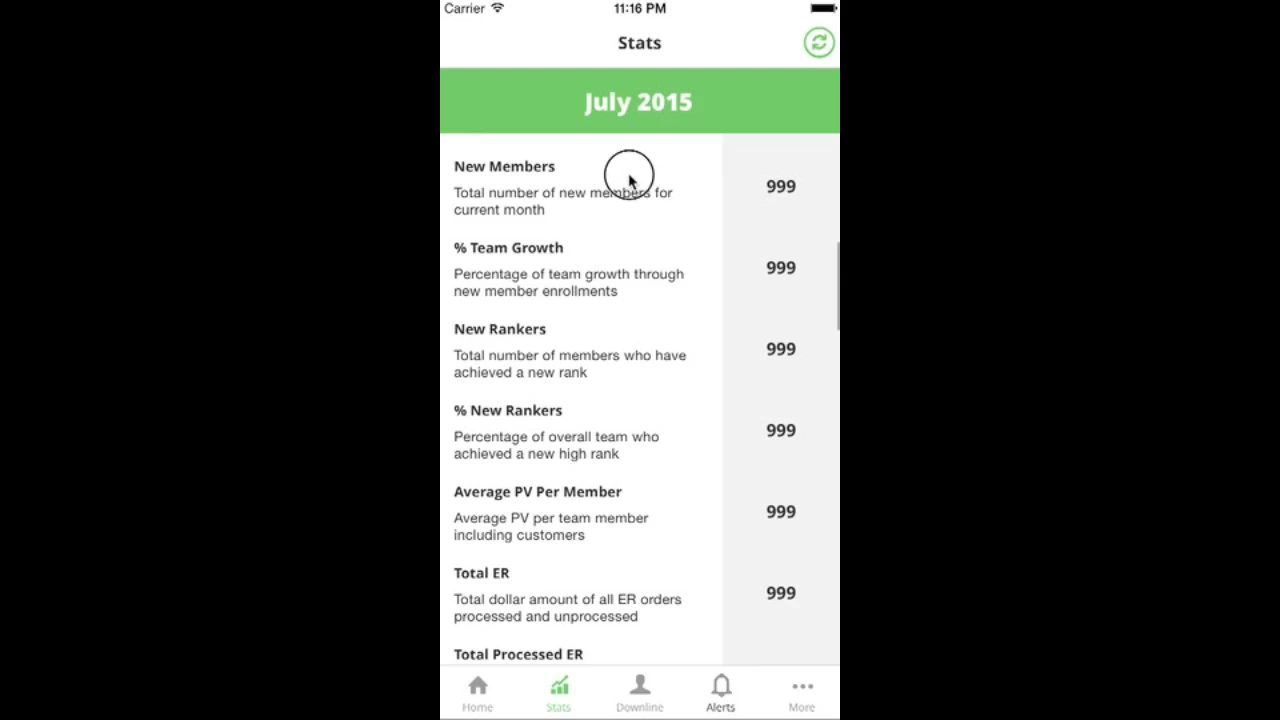 Carrier 11:16 PM
Stats
July 2015
New Members
Total number of new members for
current month
999
% Team Growth
Percentage of team growth through
new member enrollments
999
New Rankers
Total number of members who have
achieved a new rank
999
% New Rankers
Percentage of overall team who
achieved a new high rank
999
Average PV Per Member
Average PV per team member
including customers
999
Total ER
Total dollar amount of all ER orders
processed and unprocessed
999
Total Processed ER
Home Stats Downline Alerts More